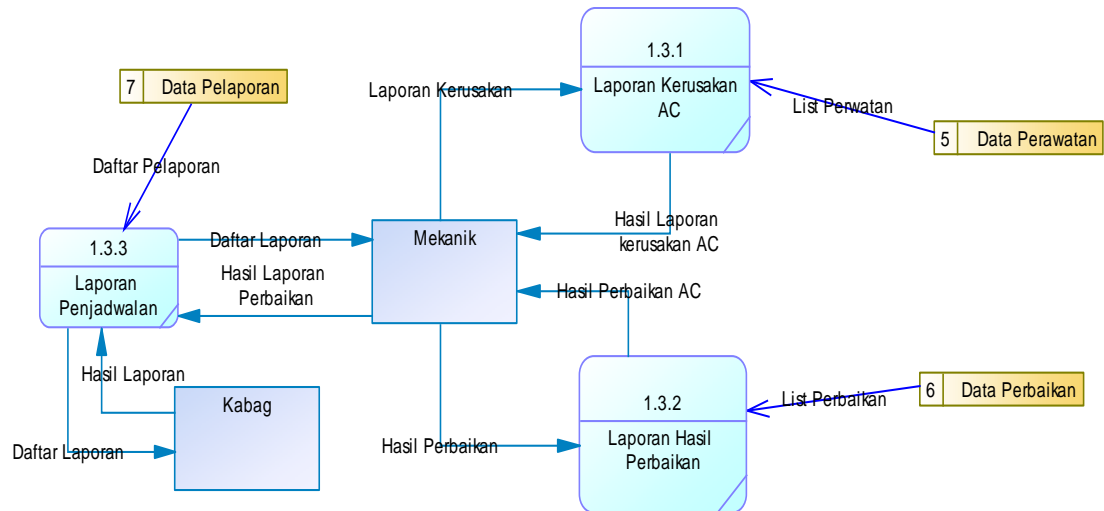 1.3.1
Laporan Kerusakan
AC
7 Data Pelaporan
Laporan Kerusakan
List Perwatan
5 Data Perawatan
Daftar Pelaporan
Hasil Laporan
kerusakan AC
1.3.3
Laporan
Penjadwalan
Daftar Laporan
Mekanik
Hasil Laporan
Perbaikan
Hasil Perbaikan AC
Hasil Laporan
Kabag
1.3.2
Laporan Hasil
Perbaikan
List Perbaikan
6 Data Perbaikan
Daftar Laporan
Hasil Perbaikan